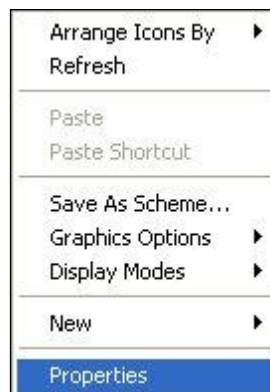 Arrange Icons By
Refresh
Paste
Paste Shortcut
Save As Scheme...
Graphics Options
Display Modes
New
Properties